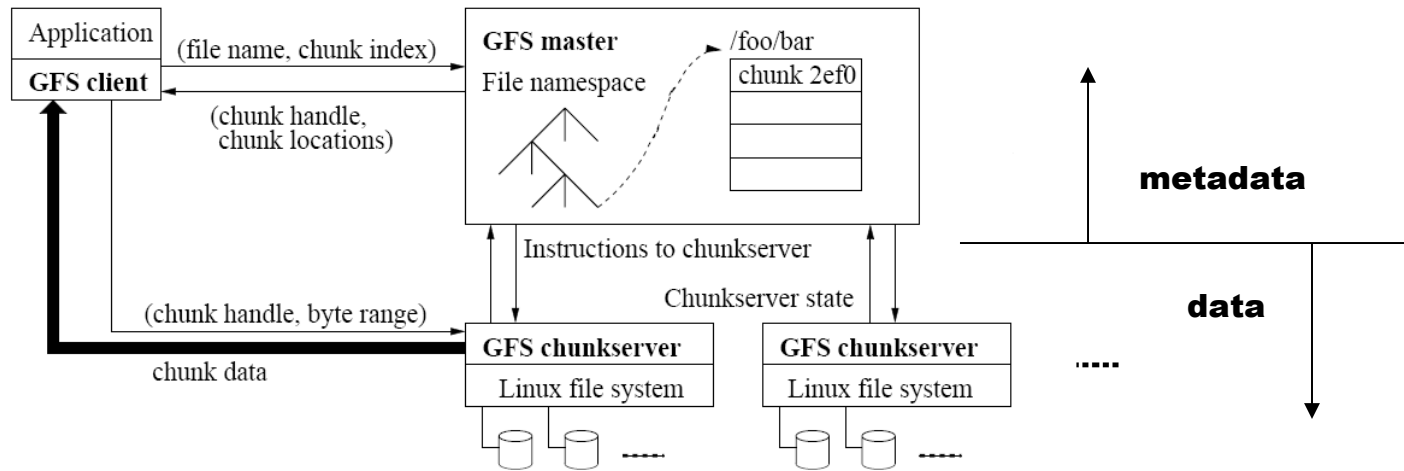 Application
GFS client
(file name, chunk index)
(chunk handle,
chunk locations)
GFS master
File namespace
/foo/bar
chunk 2ef0
metadata
Instructions to chunkserver
Chunkserver state
data
(chunk handle, byte range)
chunk data
GFS chunkserver
Linux file system
GFS chunkserver
Linux file system